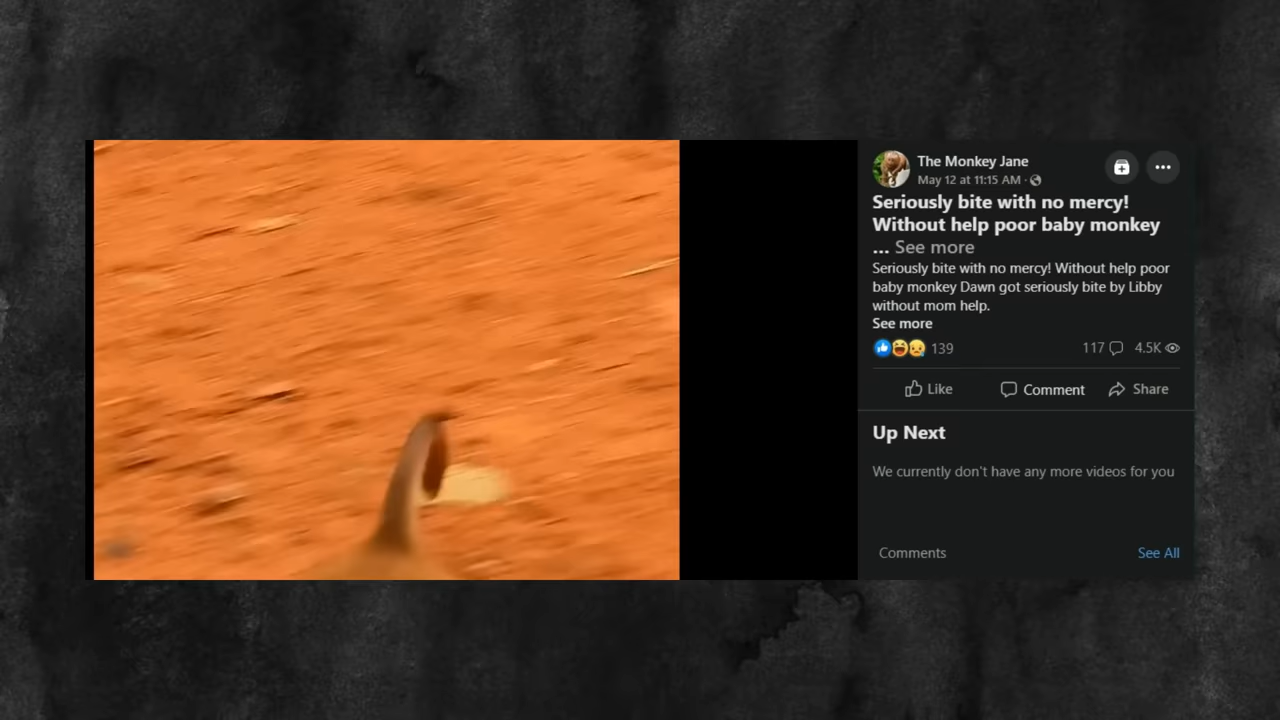 The Monkey Jane
May 12 at 11:15 AM ·
Seriously bite with no mercy!
Without help poor baby monkey
... See more
Seriously bite with no mercy! Without help poor
baby monkey Dawn got seriously bite by Libby
without mom help.
See more
139 117 4.5K
Like Comment Share
Up Next
We currently don't have any more videos for you
Comments See All